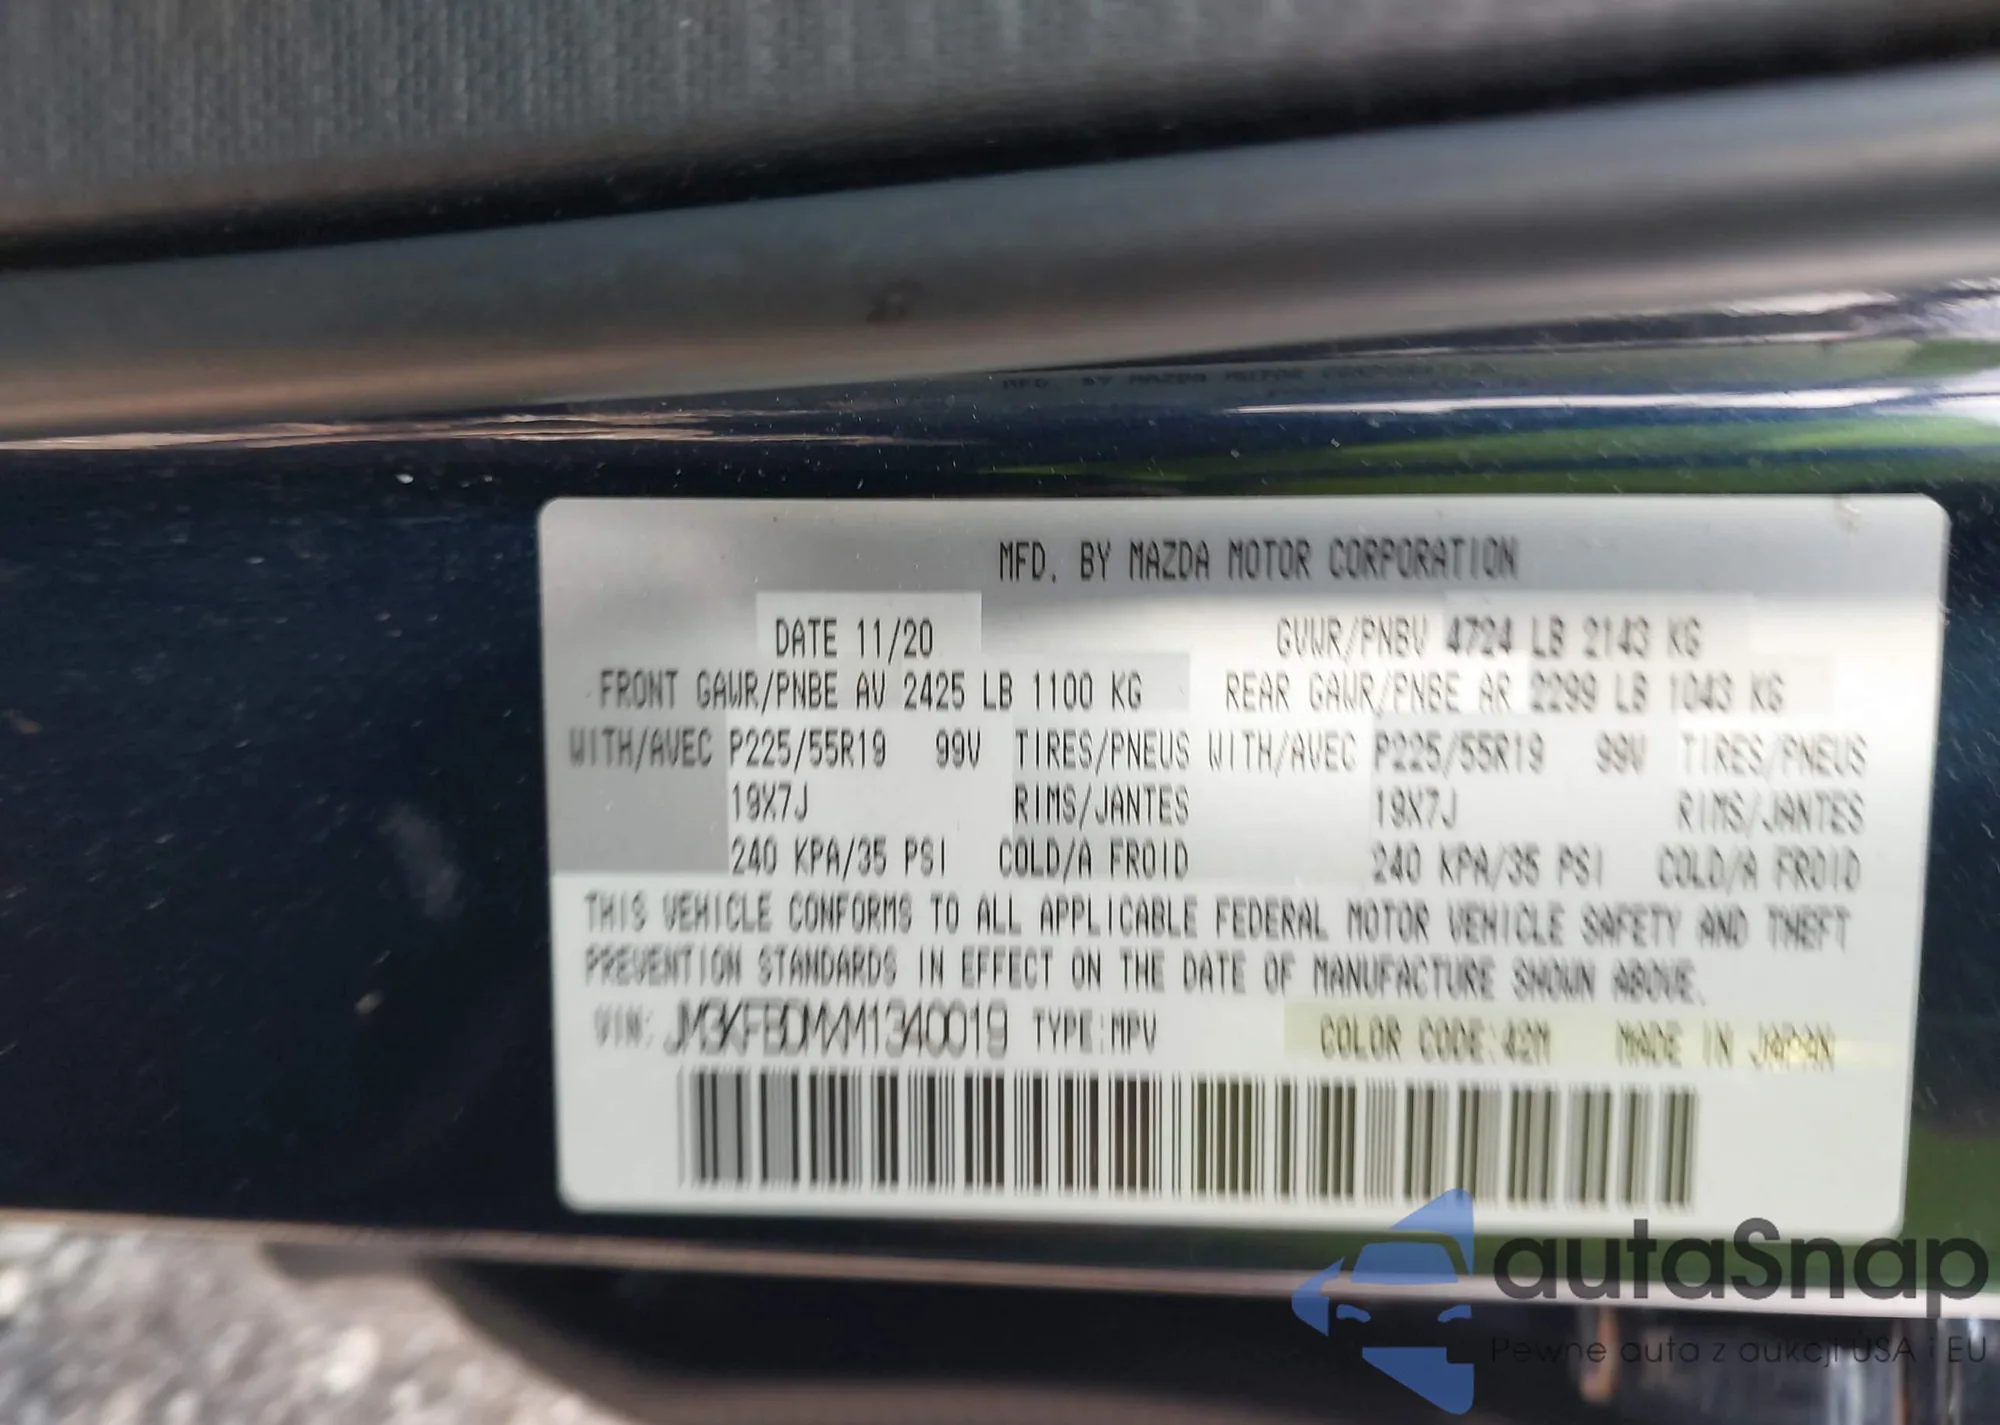 MFD. BY MAZDA MOTOR CORPORATION
DATE 11/20 GVWR/PNBV 4724 LB 2143 KG
FRONT GAWR/PNBE AV 2425 LB 1100 KG REAR GAWR/PNBE AR 2299 LB 1043 KG
WITH/AVEC P225/55R19 99V TIRES/PNEUS WITH/AVEC P225/55R19 99V TIRES/PNEUS
19X7J RIMS/JANTES 19X7J RIMS/JANTES
240 KPA/35 PSI COLD/A FROID 240 KPA/35 PSI COLD/A FROID
THIS VEHICLE CONFORMS TO ALL APPLICABLE FEDERAL MOTOR VEHICLE SAFETY AND THEFT
PREVENTION STANDARDS IN EFFECT ON THE DATE OF MANUFACTURE SHOWN ABOVE.
VIN: JM3KFBDMXM1340019 TYPE:MPV COLOR CODE:42M MADE IN JAPAN
autaSnap
Pewne auta z aukcji USA i EU